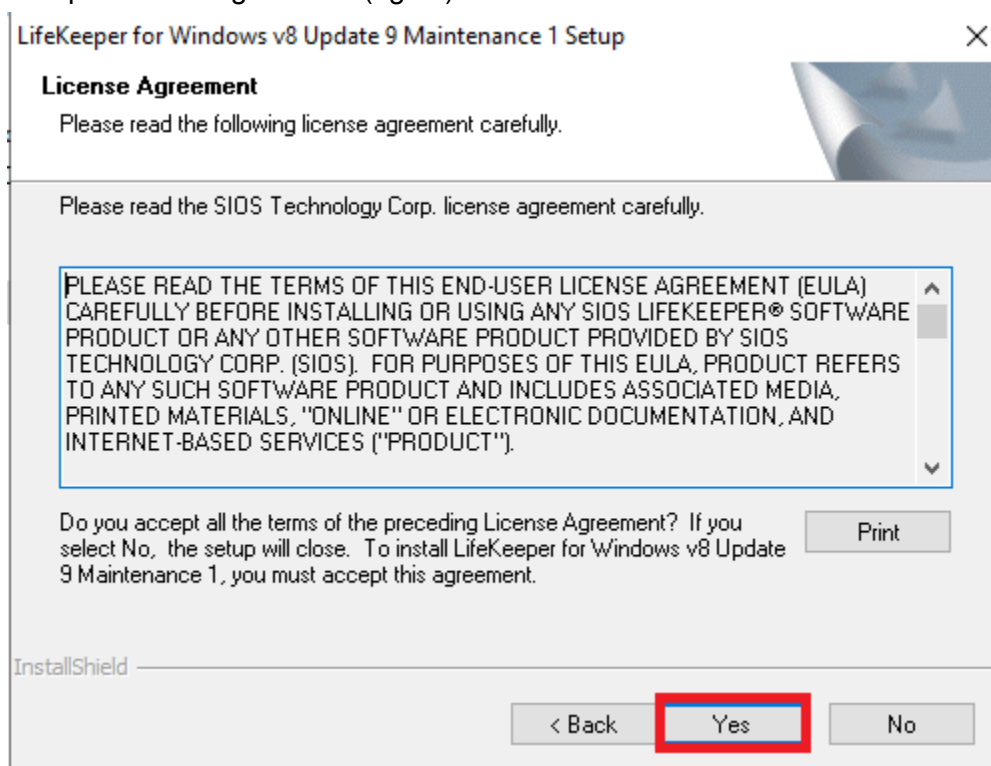 LifeKeeper for Windows v8 Update 9 Maintenance 1 Setup
License Agreement
Please read the following license agreement carefully.
Please read the SIOS Technology Corp. license agreement carefully.
PLEASE READ THE TERMS OF THIS END-USER LICENSE AGREEMENT (EULA)
CAREFULLY BEFORE INSTALLING OR USING ANY SIOS LIFEKEEPER® SOFTWARE
PRODUCT OR ANY OTHER SOFTWARE PRODUCT PROVIDED BY SIOS
TECHNOLOGY CORP. (SIOS). FOR PURPOSES OF THIS EULA, PRODUCT REFERS
TO ANY SUCH SOFTWARE PRODUCT AND INCLUDES ASSOCIATED MEDIA,
PRINTED MATERIALS, "ONLINE" OR ELECTRONIC DOCUMENTATION, AND
INTERNET-BASED SERVICES ("PRODUCT").
Do you accept all the terms of the preceding License Agreement? If you
select No, the setup will close. To install LifeKeeper for Windows v8 Update
9 Maintenance 1, you must accept this agreement.
Print
InstallShield
< Back
Yes
No